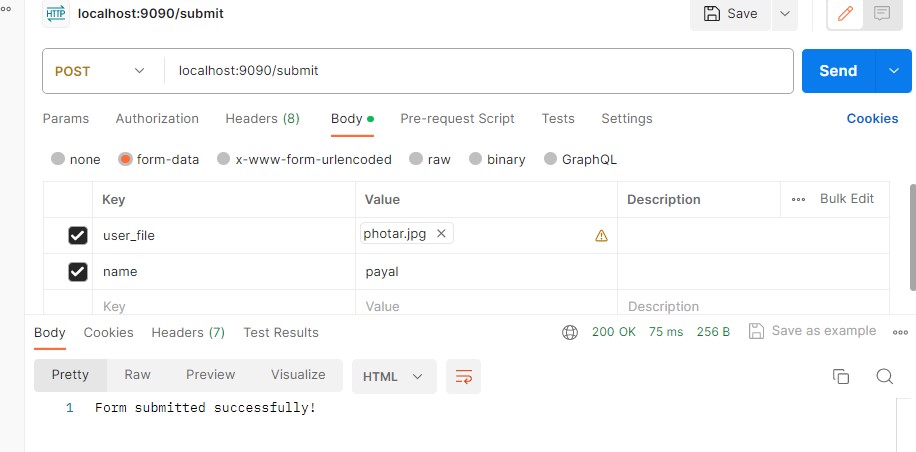 HTTP localhost:9090/submit Save
POST localhost:9090/submit Send
Params Authorization Headers (8) Body Pre-request Script Tests Settings Cookies
none form-data x-www-form-urlencoded raw binary GraphQL
Key Value Description Bulk Edit
user_file photar.jpg
name payal
Key Value Description
Body Cookies Headers (7) Test Results 200 OK 75 ms 256 B Save as example
Pretty Raw Preview Visualize HTML
1 Form submitted successfully!